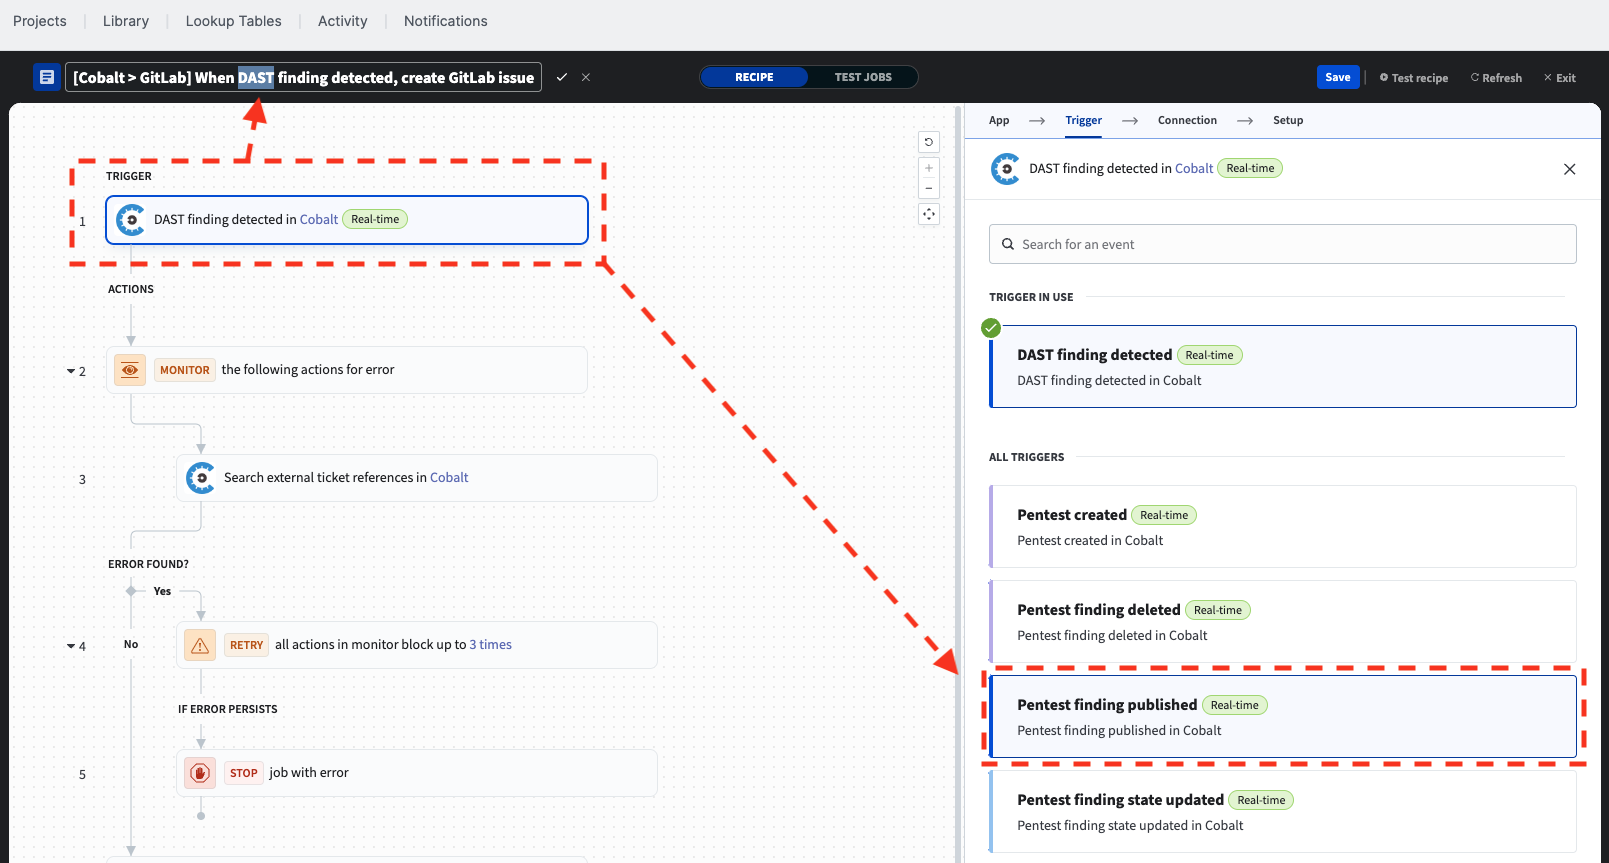 Projects
Library
Lookup Tables
Activity
Notifications
[Cobalt > GitLab] When DAST finding detected, create GitLab issue
RECIPE
TEST JOBS
Save
Test recipe
Refresh
Exit
TRIGGER
1
DAST finding detected in Cobalt Real-time
ACTIONS
2
MONITOR the following actions for error
3
Search external ticket references in Cobalt
ERROR FOUND?
Yes
No
4
RETRY all actions in monitor block up to 3 times
IF ERROR PERSISTS
5
STOP job with error
App
Trigger
Connection
Setup
DAST finding detected in Cobalt Real-time
Search for an event
TRIGGER IN USE
DAST finding detected Real-time
DAST finding detected in Cobalt
ALL TRIGGERS
Pentest created Real-time
Pentest created in Cobalt
Pentest finding deleted Real-time
Pentest finding deleted in Cobalt
Pentest finding published Real-time
Pentest finding published in Cobalt
Pentest finding state updated Real-time
Pentest finding state updated in Cobalt